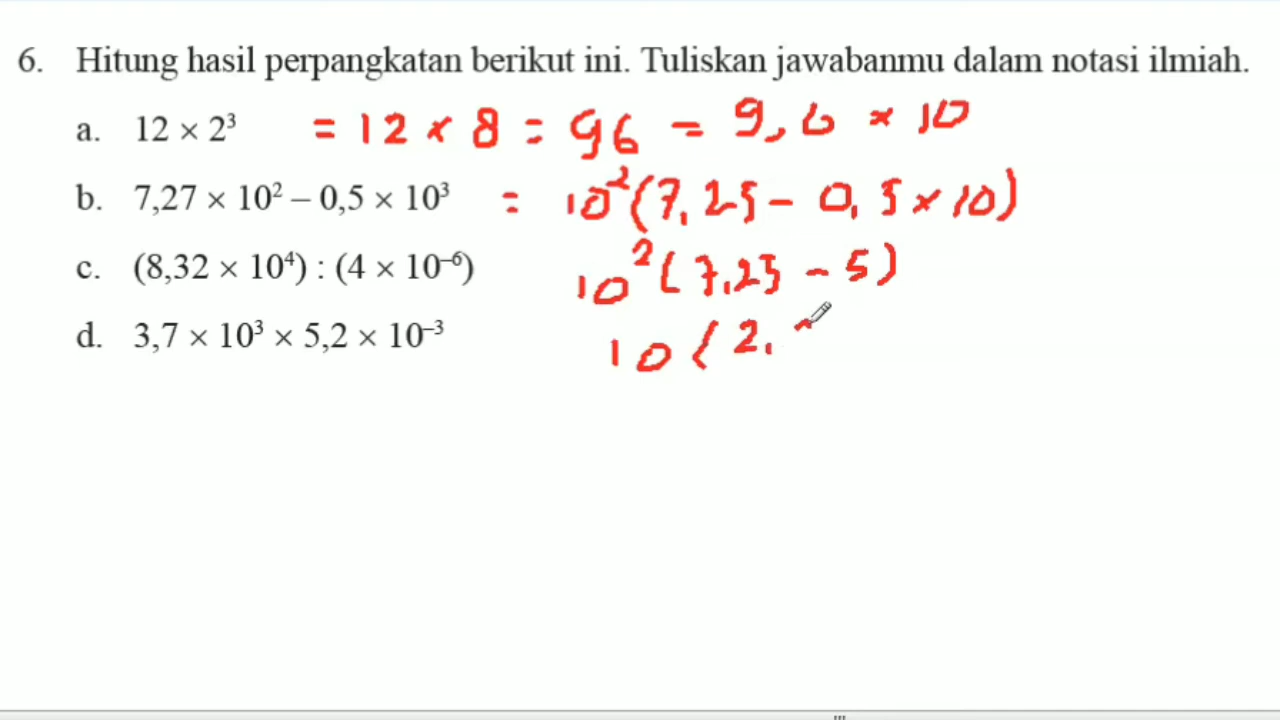 6. Hitung hasil perpangkatan berikut ini. Tuliskan jawabanmu dalam notasi ilmiah.
a. 12 × 2³ = 12 × 8 = 96 = 9,6 × 10
b. 7,27 × 10² – 0,5 × 10³ = 10² (7,25 - 0,5 × 10)
c. (8,32 × 10⁴) : (4 × 10⁻⁶) 10² (7,25 - 5)
d. 3,7 × 10³ × 5,2 × 10⁻³ 10 (2,